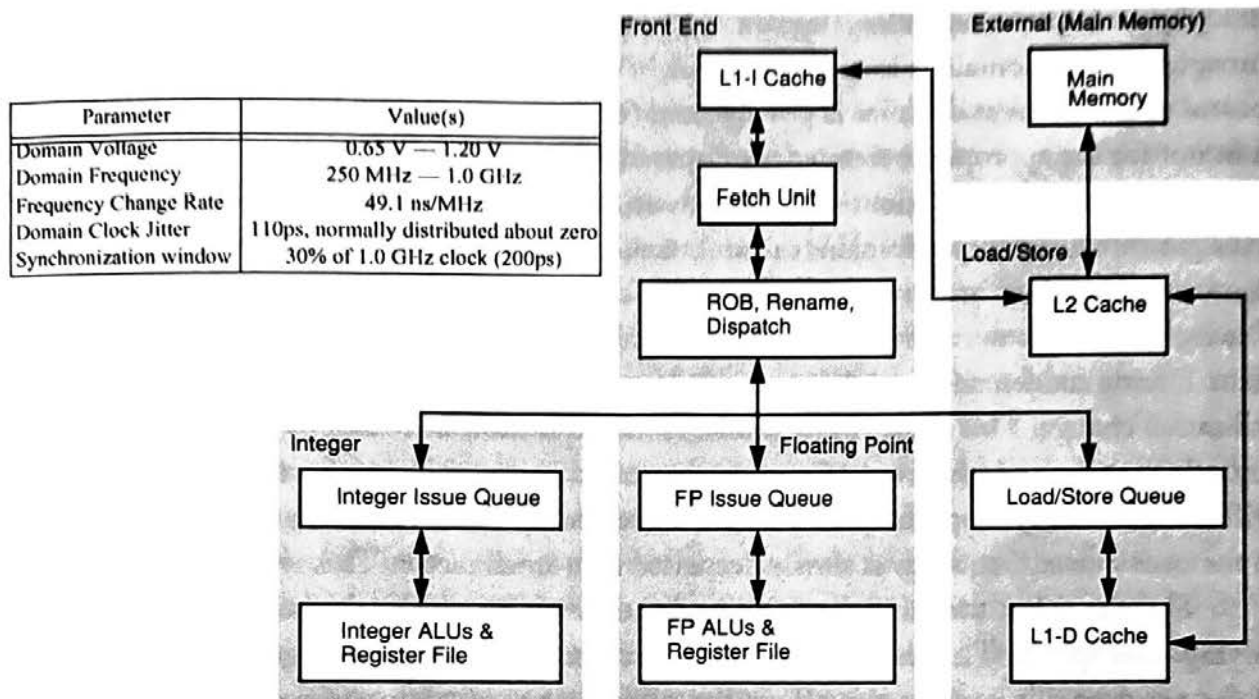 Parameter Value(s)
Domain Voltage 0.65 V — 1.20 V
Domain Frequency 250 MHz — 1.0 GHz
Frequency Change Rate 49.1 ns/MHz
Domain Clock Jitter 110ps, normally distributed about zero
Synchronization window 30% of 1.0 GHz clock (200ps)
Front End
L1-I Cache
Fetch Unit
ROB, Rename,
Dispatch
External (Main Memory)
Main
Memory
Load/Store
L2 Cache
Integer
Integer Issue Queue
Integer ALUs &
Register File
Floating Point
FP Issue Queue
FP ALUs &
Register File
Load/Store Queue
L1-D Cache